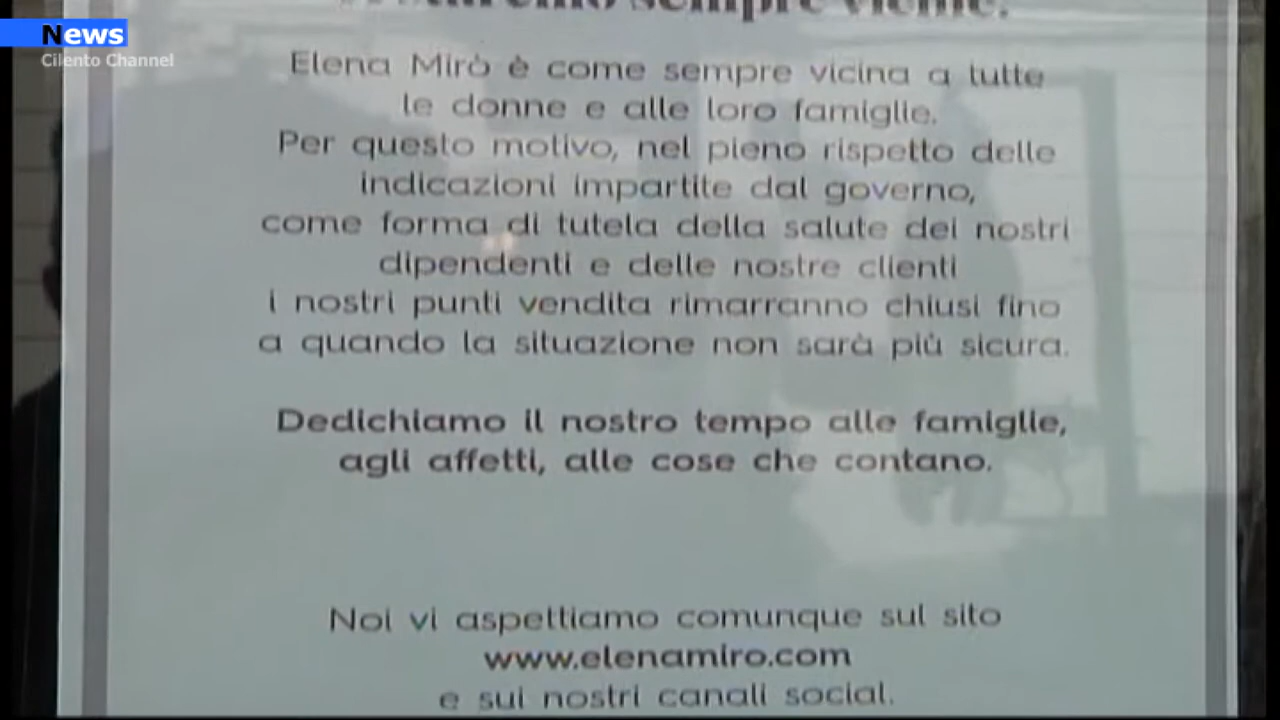 News
Cilento Channel
sempre vicine.
Elena Mirò è come sempre vicina a tutte
le donne e alle loro famiglie.
Per questo motivo, nel pieno rispetto delle
indicazioni impartite dal governo,
come forma di tutela della salute dei nostri
dipendenti e delle nostre clienti
i nostri punti vendita rimarranno chiusi fino
a quando la situazione non sarà più sicura.
Dedichiamo il nostro tempo alle famiglie,
agli affetti, alle cose che contano.
Noi vi aspettiamo comunque sul sito
www.elenamiro.com
e sui nostri canali social.